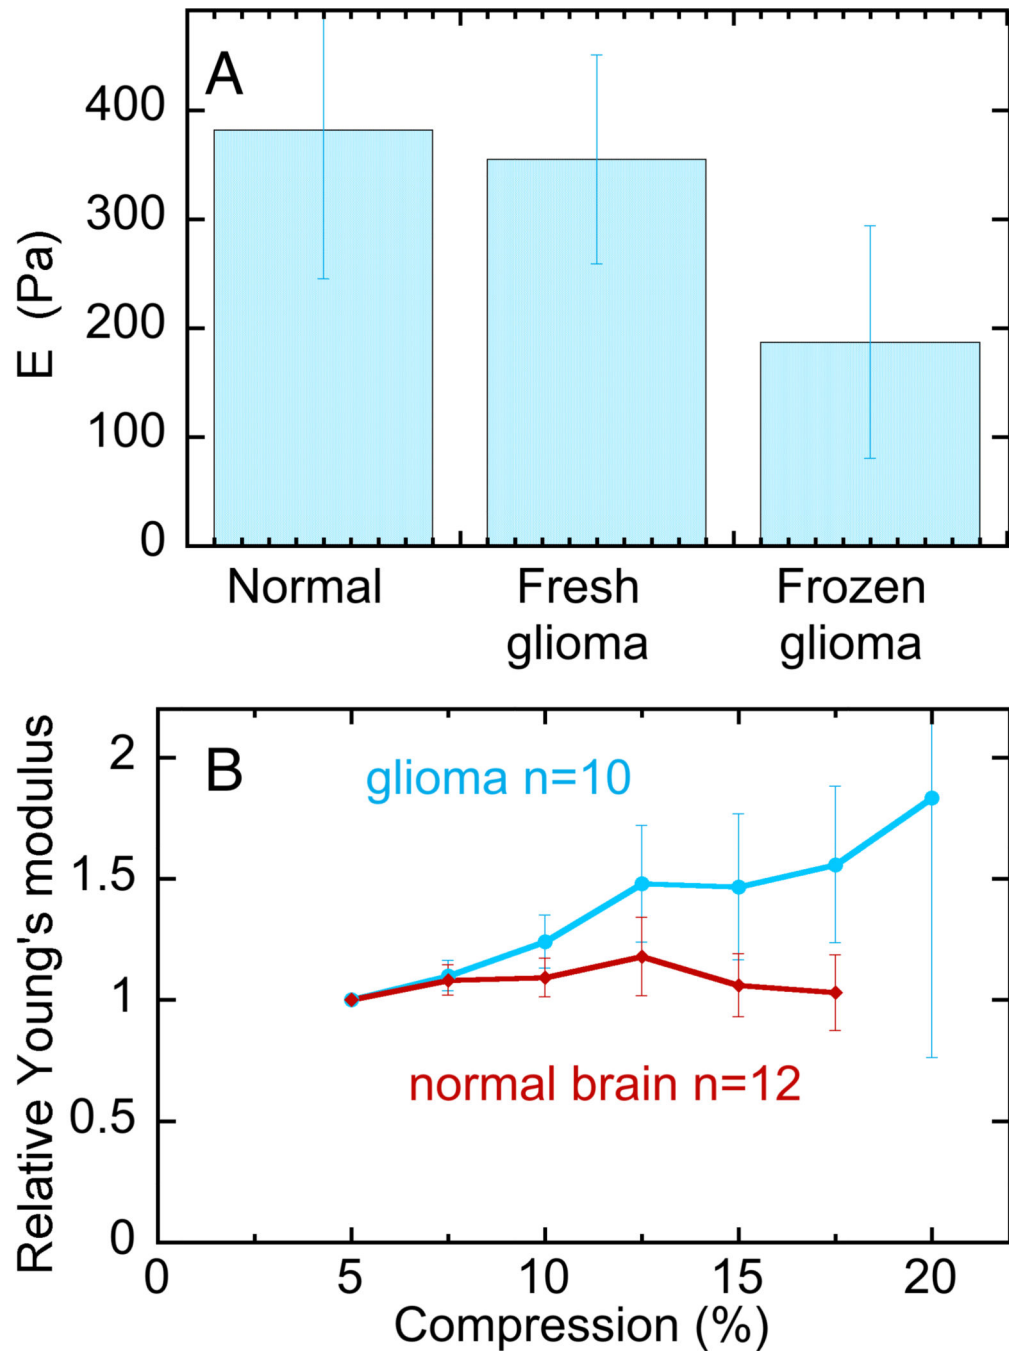 A
400
300
200
100
0
E (Pa)
Normal
Fresh
glioma
Frozen
glioma
B
glioma n=10
normal brain n=12
2
1.5
1
0.5
0
Relative Young's modulus
0 5 10 15 20
Compression (%)